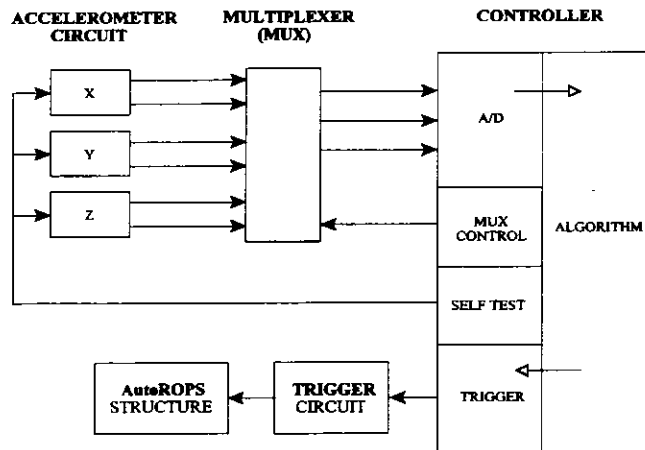 ACCELEROMETER
CIRCUIT
MULTIPLEXER
(MUX)
CONTROLLER
X
Y
Z
A/D
MUX
CONTROL
ALGORITHM
SELF TEST
TRIGGER
TRIGGER
CIRCUIT
AutoROPS
STRUCTURE